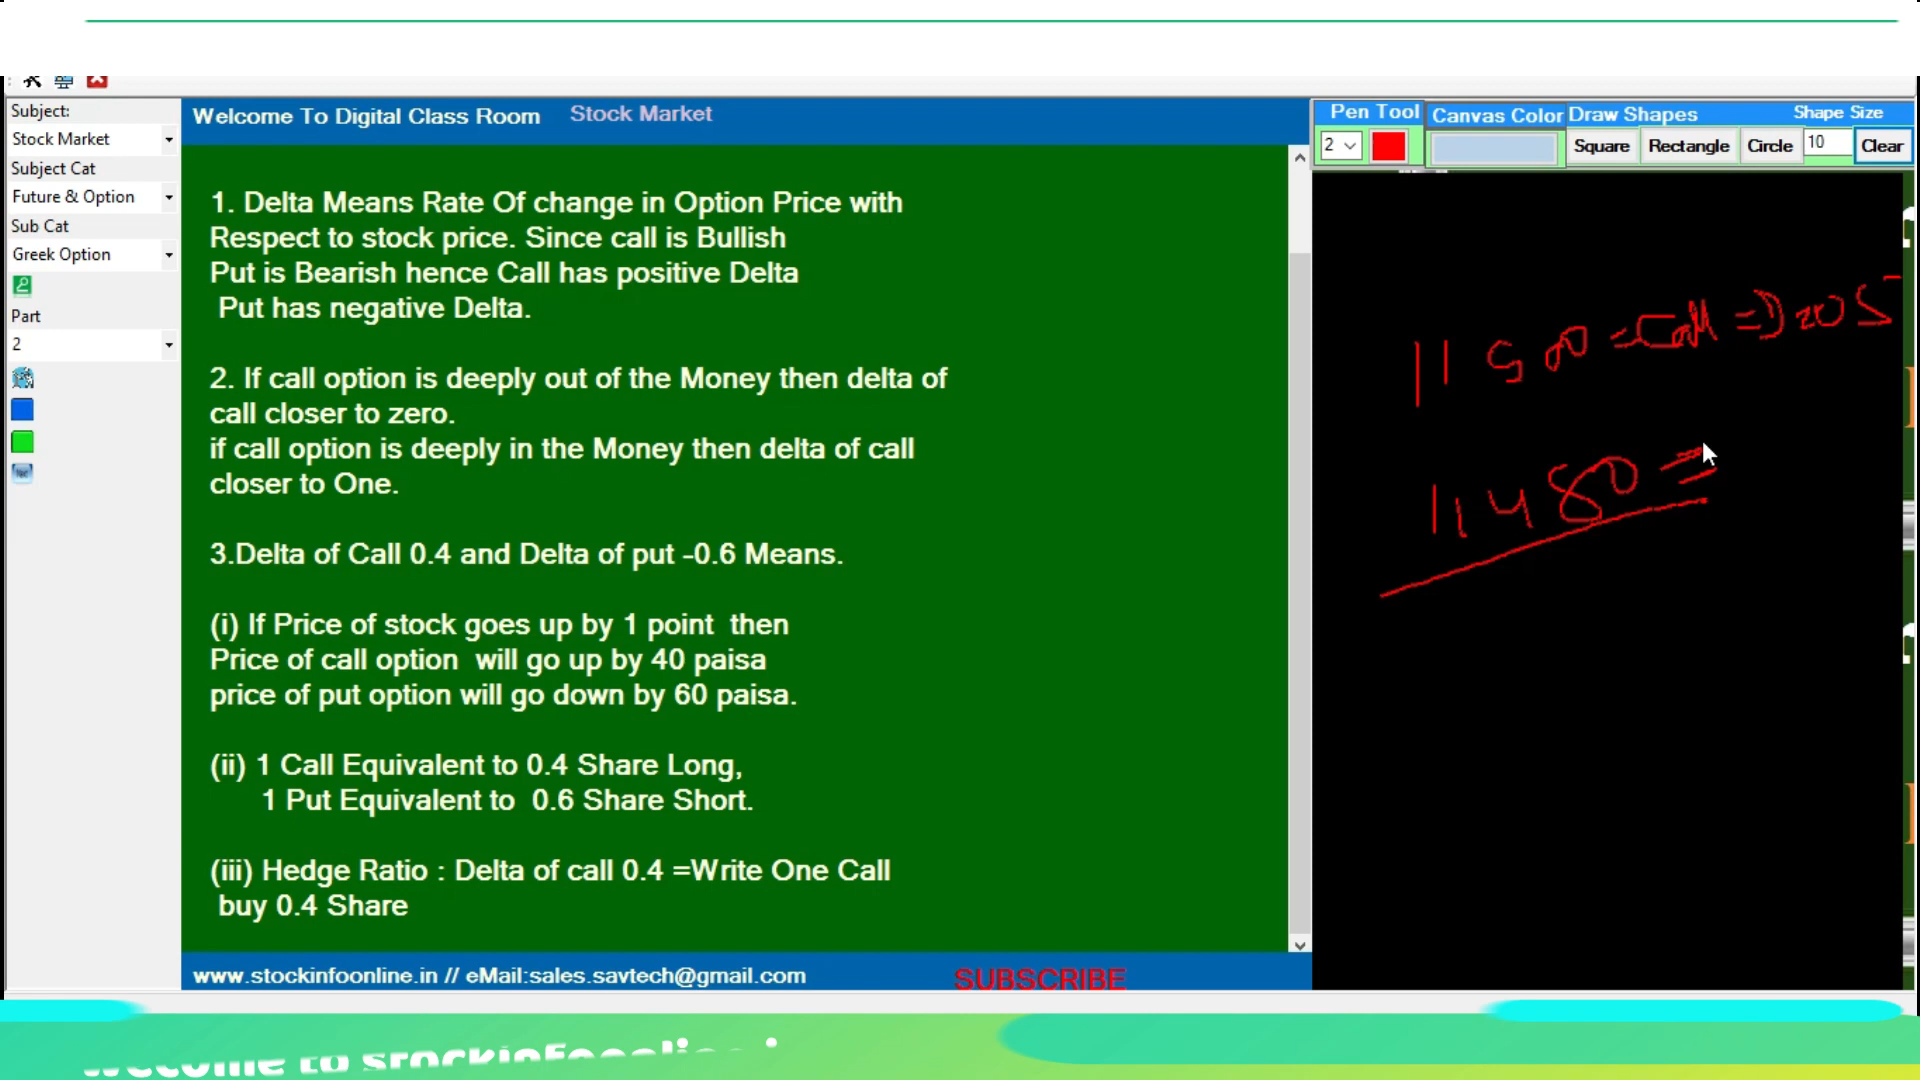 Subject:
Stock Market
Subject Cat
Future & Option
Sub Cat
Greek Option
Part
2
Welcome To Digital Class Room Stock Market
1. Delta Means Rate Of change in Option Price with
Respect to stock price. Since call is Bullish
Put is Bearish hence Call has positive Delta
Put has negative Delta.
2. If call option is deeply out of the Money then delta of
call closer to zero.
if call option is deeply in the Money then delta of call
closer to One.
3.Delta of Call 0.4 and Delta of put -0.6 Means.
(i) If Price of stock goes up by 1 point then
Price of call option will go up by 40 paisa
price of put option will go down by 60 paisa.
(ii) 1 Call Equivalent to 0.4 Share Long,
1 Put Equivalent to 0.6 Share Short.
(iii) Hedge Ratio : Delta of call 0.4 =Write One Call
buy 0.4 Share
www.stockinfoonline.in // eMail:sales.savtech@gmail.com
SUBSCRIBE
Pen Tool Canvas Color Draw Shapes Shape Size
2 Square Rectangle Circle 10 Clear
11500 = Call =
11480 =